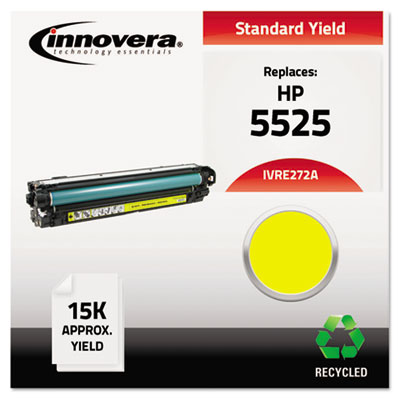 innovera
technology essentials
Standard Yield
Replaces:
HP
5525
IVRE272A
15K
APPROX.
YIELD
RECYCLED